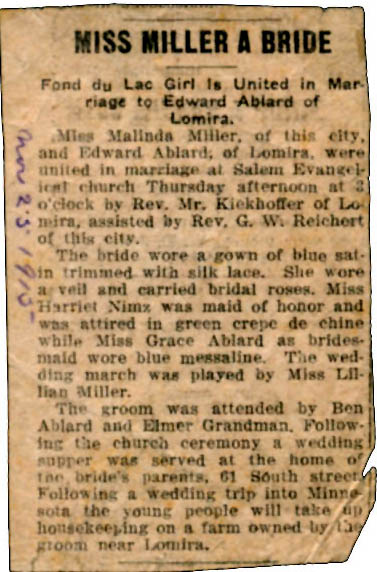 MISS MILLER A BRIDE
Fond du Lac Girl Is United in Mar-
riage to Edward Ablard of
Lomira.
Miss Malinda Miller, of this city,
and Edward Ablard, of Lomira, were
united in marriage at Salem Evangel-
ical church Thursday afternoon at 3
o'clock by Rev. Mr. Kiekhoffer of Lo-
mira, assisted by Rev. G. W. Reichert
of this city.
The bride wore a gown of blue sat-
in trimmed with silk lace. She wore
a veil and carried bridal roses. Miss
Harriet Nimz was maid of honor and
was attired in green crepe de chine
while Miss Grace Ablard as brides-
maid wore blue messaline. The wed-
ding march was played by Miss Lil-
lian Miller.
The groom was attended by Ben
Ablard and Elmer Grandman. Follow-
ing the church ceremony a wedding
supper was served at the home of
the bride's parents, 61 South street.
Following a wedding trip into Minne-
sota the young people will take up
housekeeping on a farm owned by the
groom near Lomira.
23 1915